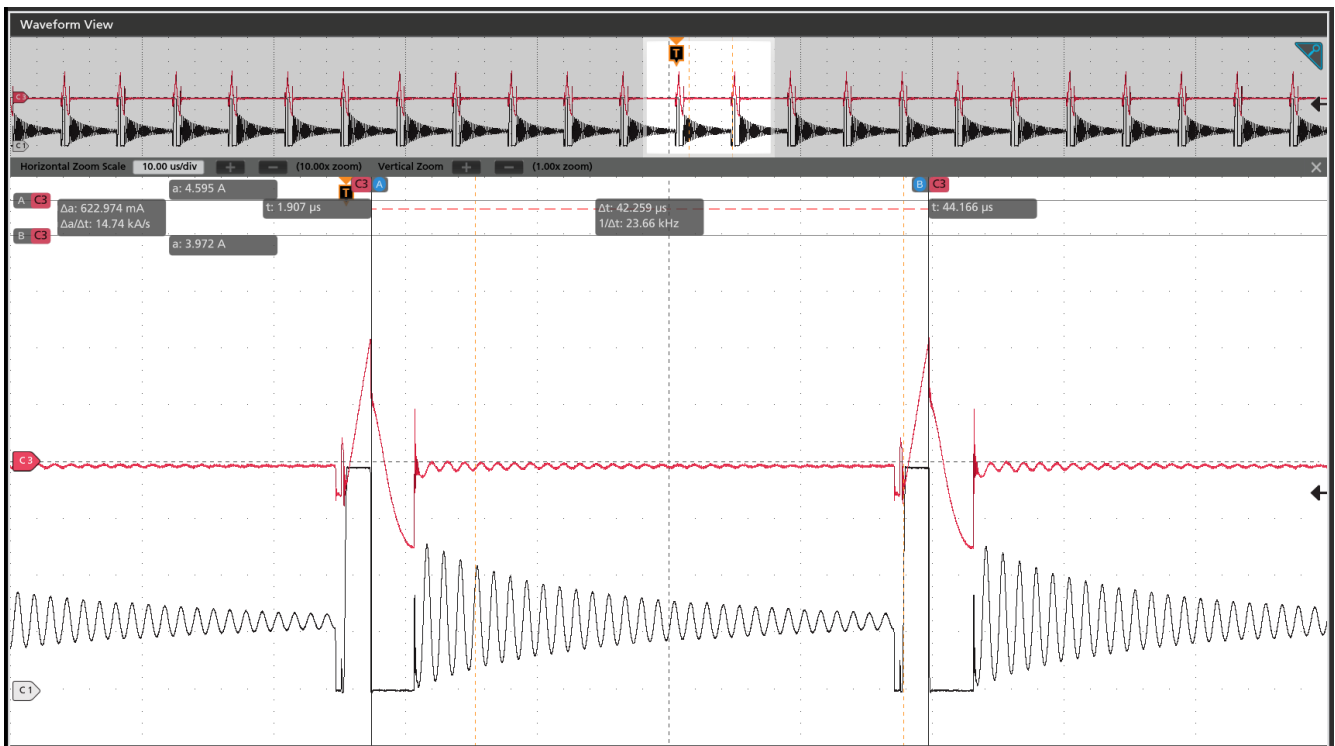 Waveform View
T
C3
C1
Horizontal Zoom Scale 10.00 us/div + − (10.00x zoom) Vertical Zoom + − (1.00x zoom) ×
T C3 A B C3
a: 4.595 A
A C3
Δa: 622.974 mA
Δa/Δt: 14.74 kA/s
t: 1.907 µs
Δt: 42.259 µs
1/Δt: 23.66 kHz
t: 44.166 µs
B C3
a: 3.972 A
C3
C1